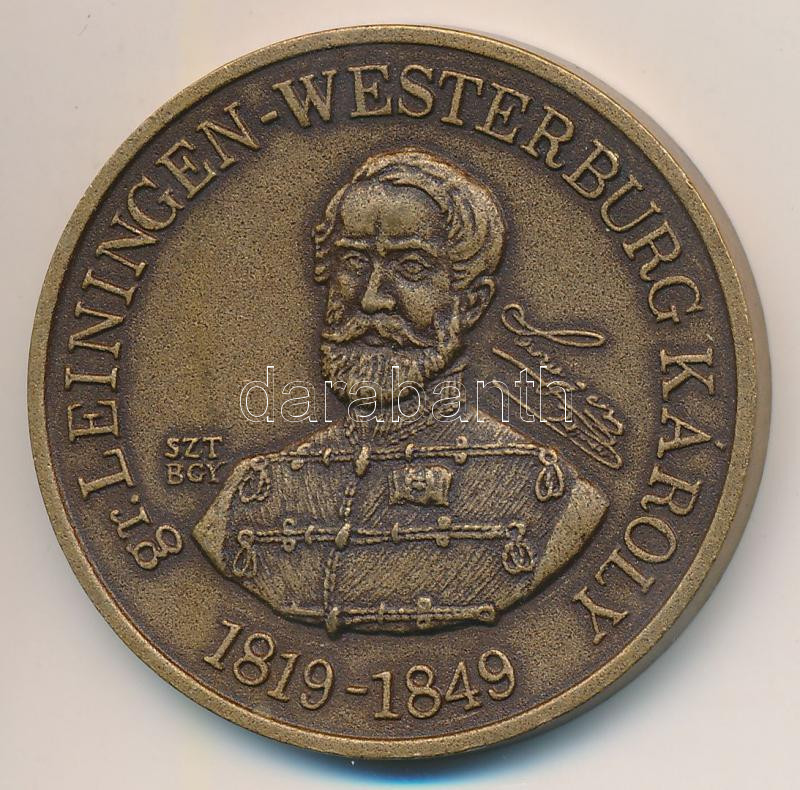 gr. LEININGEN-WESTERBURG KÁROLY
SZT
BGY
1819-1849
darabanth